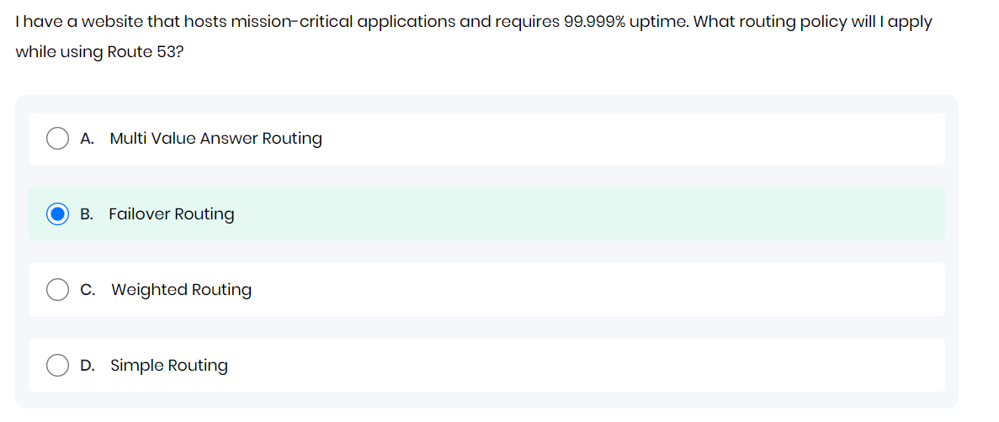 I have a website that hosts mission-critical applications and requires 99.999% uptime. What routing policy will I apply
while using Route 53?
A. Multi Value Answer Routing
B. Failover Routing
C. Weighted Routing
D. Simple Routing